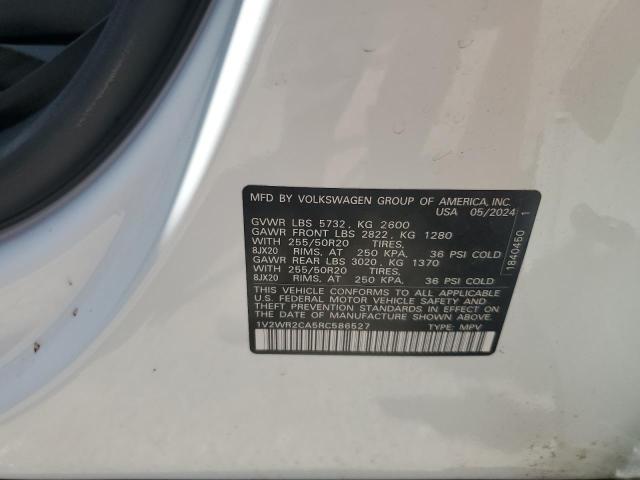 MFD BY VOLKSWAGEN GROUP OF AMERICA, INC.
USA 05/2024
GVWR LBS 5732, KG 2600
GAWR FRONT LBS 2822, KG 1280
WITH 255/50R20 TIRES,
8JX20 RIMS, AT 250 KPA, 36 PSI COLD
GAWR REAR LBS 3020, KG 1370
WITH 255/50R20 TIRES,
8JX20 RIMS, AT 250 KPA, 36 PSI COLD
THIS VEHICLE CONFORMS TO ALL APPLICABLE
U.S. FEDERAL MOTOR VEHICLE SAFETY AND
THEFT PREVENTION STANDARDS IN EFFECT ON
THE DATE OF MANUFACTURE SHOWN ABOVE.
1V2WR2CA5RC586527 TYPE: MPV
1840450 1